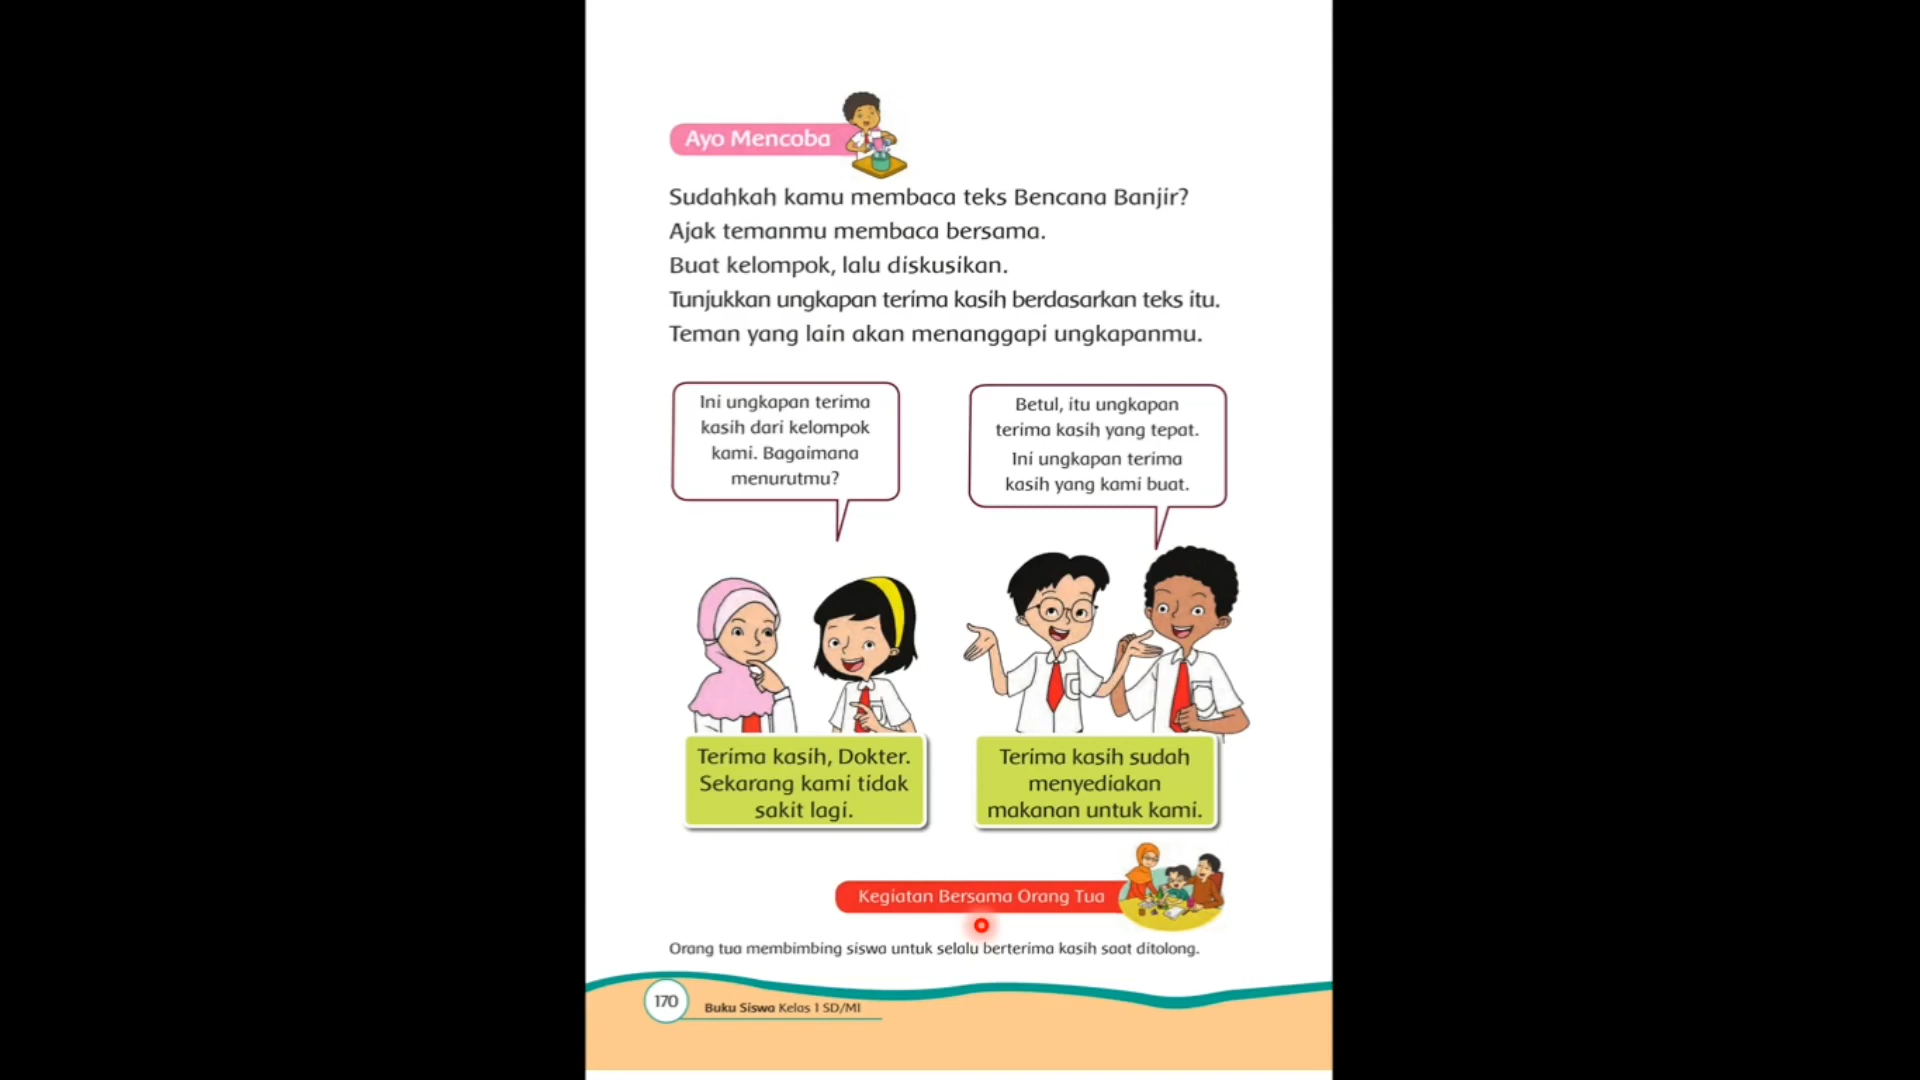 Ayo Mencoba
Sudahkah kamu membaca teks Bencana Banjir?
Ajak temanmu membaca bersama.
Buat kelompok, lalu diskusikan.
Tunjukkan ungkapan terima kasih berdasarkan teks itu.
Teman yang lain akan menanggapi ungkapanmu.
Ini ungkapan terima
kasih dari kelompok
kami. Bagaimana
menurutmu?
Betul, itu ungkapan
terima kasih yang tepat.
Ini ungkapan terima
kasih yang kami buat.
Terima kasih, Dokter.
Sekarang kami tidak
sakit lagi.
Terima kasih sudah
menyediakan
makanan untuk kami.
Kegiatan Bersama Orang Tua
Orang tua membimbing siswa untuk selalu berterima kasih saat ditolong.
170
Buku Siswa Kelas 1 SD/MI